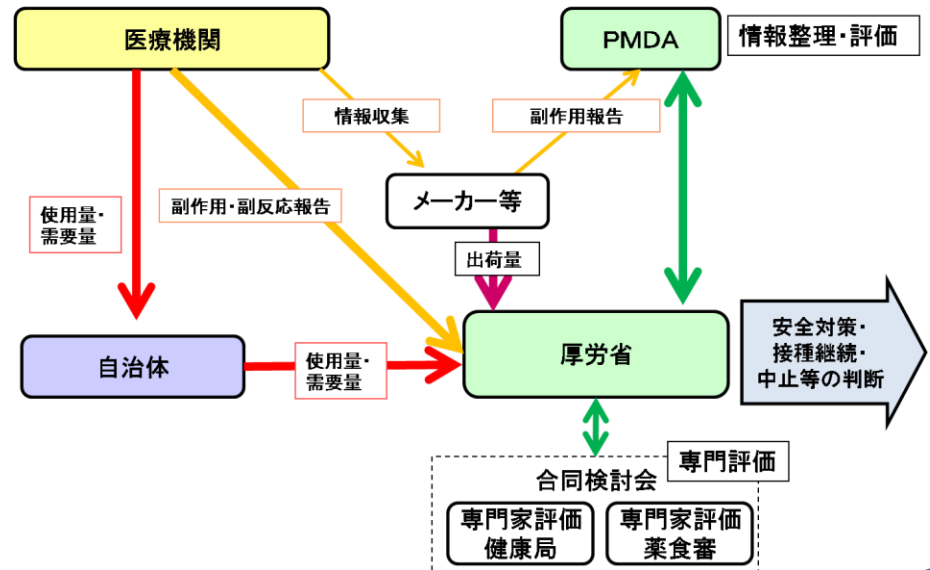 医療機関
PMDA
情報整理・評価
情報収集
副作用報告
メーカー等
使用量・
需要量
副作用・副反応報告
出荷量
自治体
使用量・
需要量
厚労省
安全対策・
接種継続・
中止等の判断
専門評価
合同検討会
専門家評価
健康局
専門家評価
薬食審